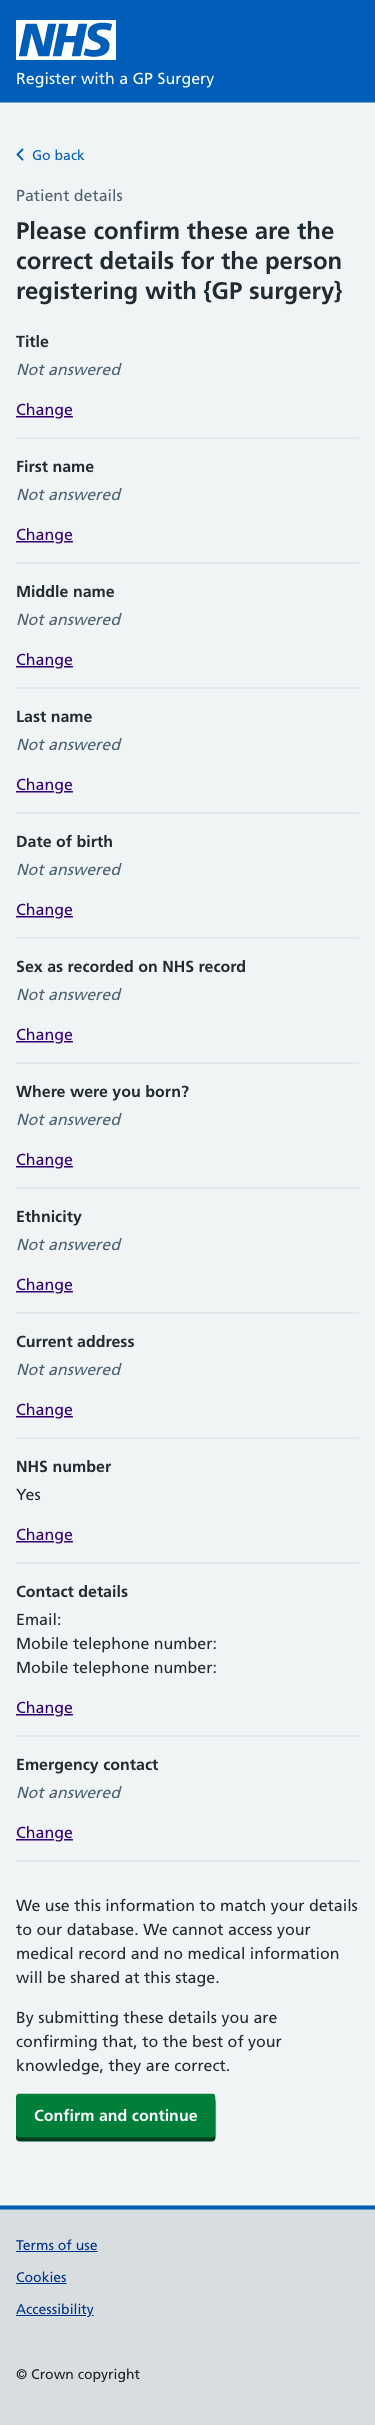 NHS
Register with a GP Surgery
Go back
Patient details
Please confirm these are the
correct details for the person
registering with {GP surgery}
Title
Not answered
Change
First name
Not answered
Change
Middle name
Not answered
Change
Last name
Not answered
Change
Date of birth
Not answered
Change
Sex as recorded on NHS record
Not answered
Change
Where were you born?
Not answered
Change
Ethnicity
Not answered
Change
Current address
Not answered
Change
NHS number
Yes
Change
Contact details
Email:
Mobile telephone number:
Mobile telephone number:
Change
Emergency contact
Not answered
Change
We use this information to match your details
to our database. We cannot access your
medical record and no medical information
will be shared at this stage.
By submitting these details you are
confirming that, to the best of your
knowledge, they are correct.
Confirm and continue
Terms of use
Cookies
Accessibility
© Crown copyright